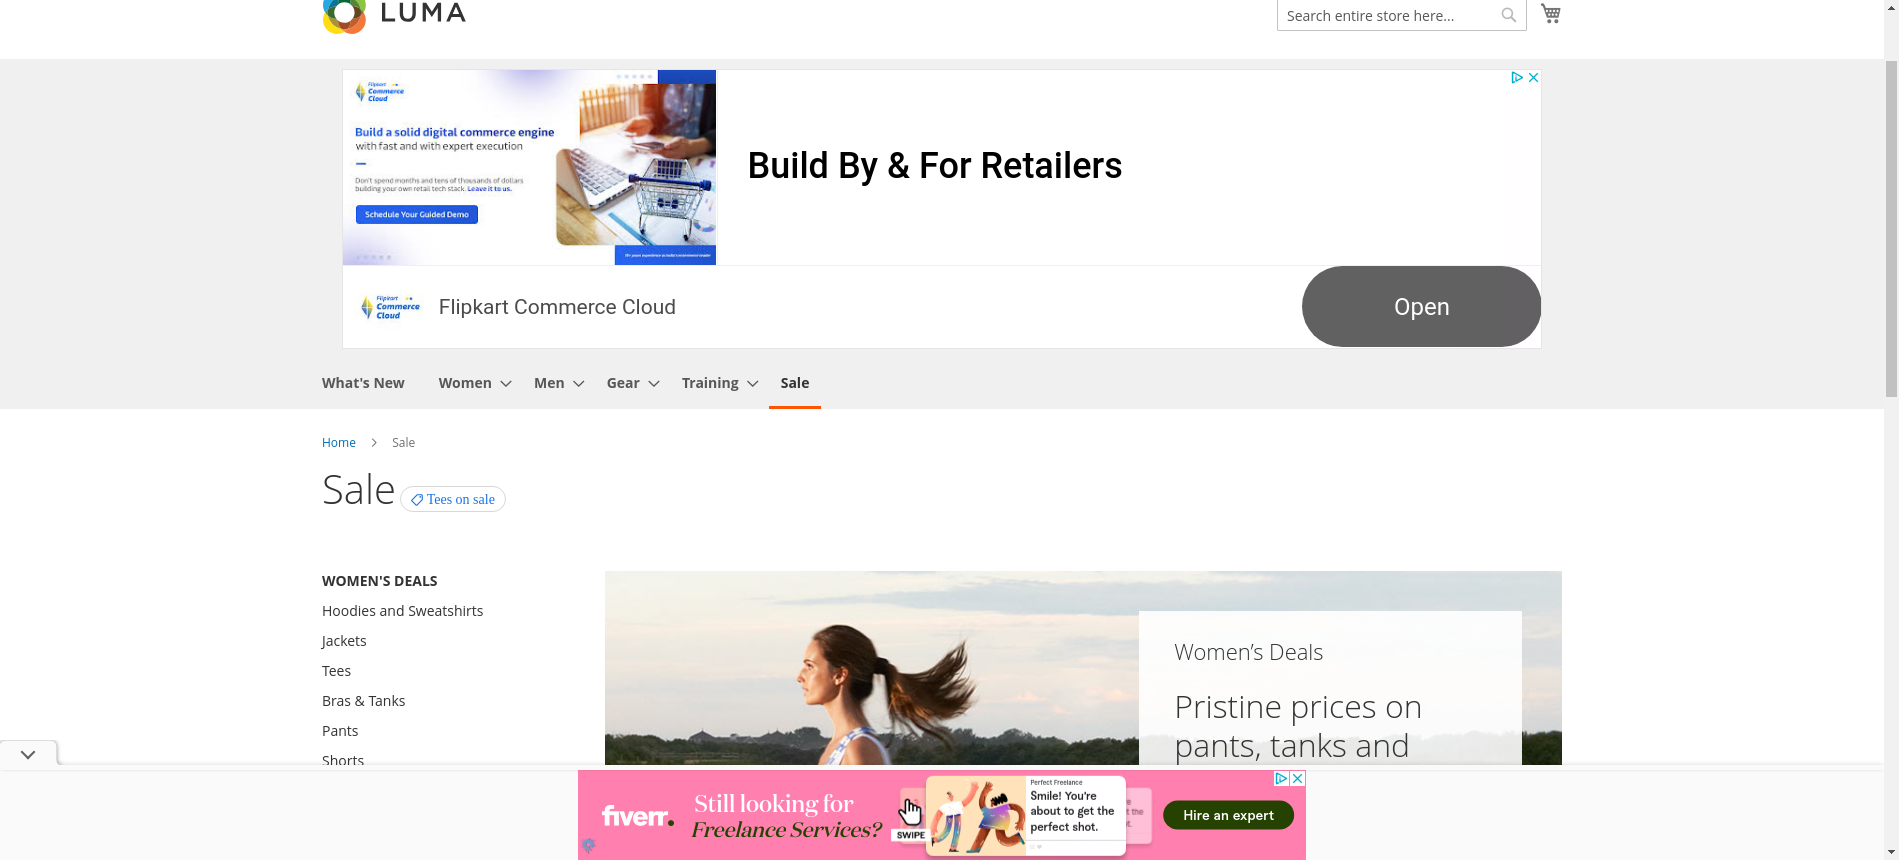 LUMA
Search entire store here...
Flipkart
Commerce
Cloud
Build a solid digital commerce engine
with fast and with expert execution
Don't spend months and tens of thousands of dollars
building your own retail tech stack. Leave it to us.
Schedule Your Guided Demo
Build By & For Retailers
Flipkart
Commerce
Cloud
Flipkart Commerce Cloud
Open
What's New
Women
Men
Gear
Training
Sale
Home
Sale
Sale
Tees on sale
WOMEN'S DEALS
Hoodies and Sweatshirts
Jackets
Tees
Bras & Tanks
Pants
Shorts
Women’s Deals
Pristine prices on
pants, tanks and
fiverr.
Still looking for
Freelance Services?
SWIPE
Perfect Freelance
Smile! You're
about to get the
perfect shot.
Hire an expert